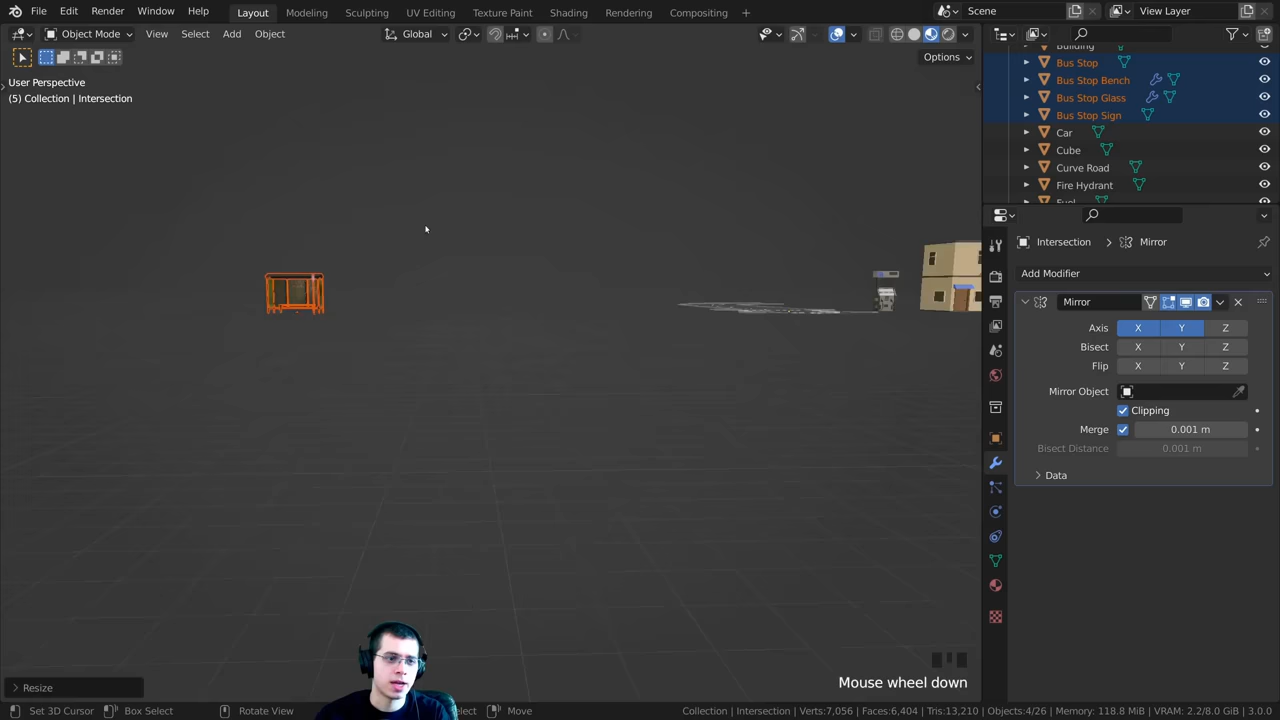 File Edit Render Window Help Layout Modeling Sculpting UV Editing Texture Paint Shading Rendering Compositing + Scene View Layer
Object Mode View Select Add Object Global
Options
User Perspective
(5) Collection | Intersection
Building
Bus Stop
Bus Stop Bench
Bus Stop Glass
Bus Stop Sign
Car
Cube
Curve Road
Fire Hydrant
Fuel
Intersection > Mirror
Add Modifier
Mirror
Axis X Y Z
Bisect X Y Z
Flip X Y Z
Mirror Object
Clipping
Merge 0.001 m
Bisect Distance 0.001 m
Data
Resize
Mouse wheel down
Set 3D Cursor Box Select Rotate View Select Move Collection | Intersection | Verts:7,056 | Faces:6,404 | Tris:13,210 | Objects:4/26 | Memory: 118.8 MiB | VRAM: 2.2/8.0 GiB | 3.0.0